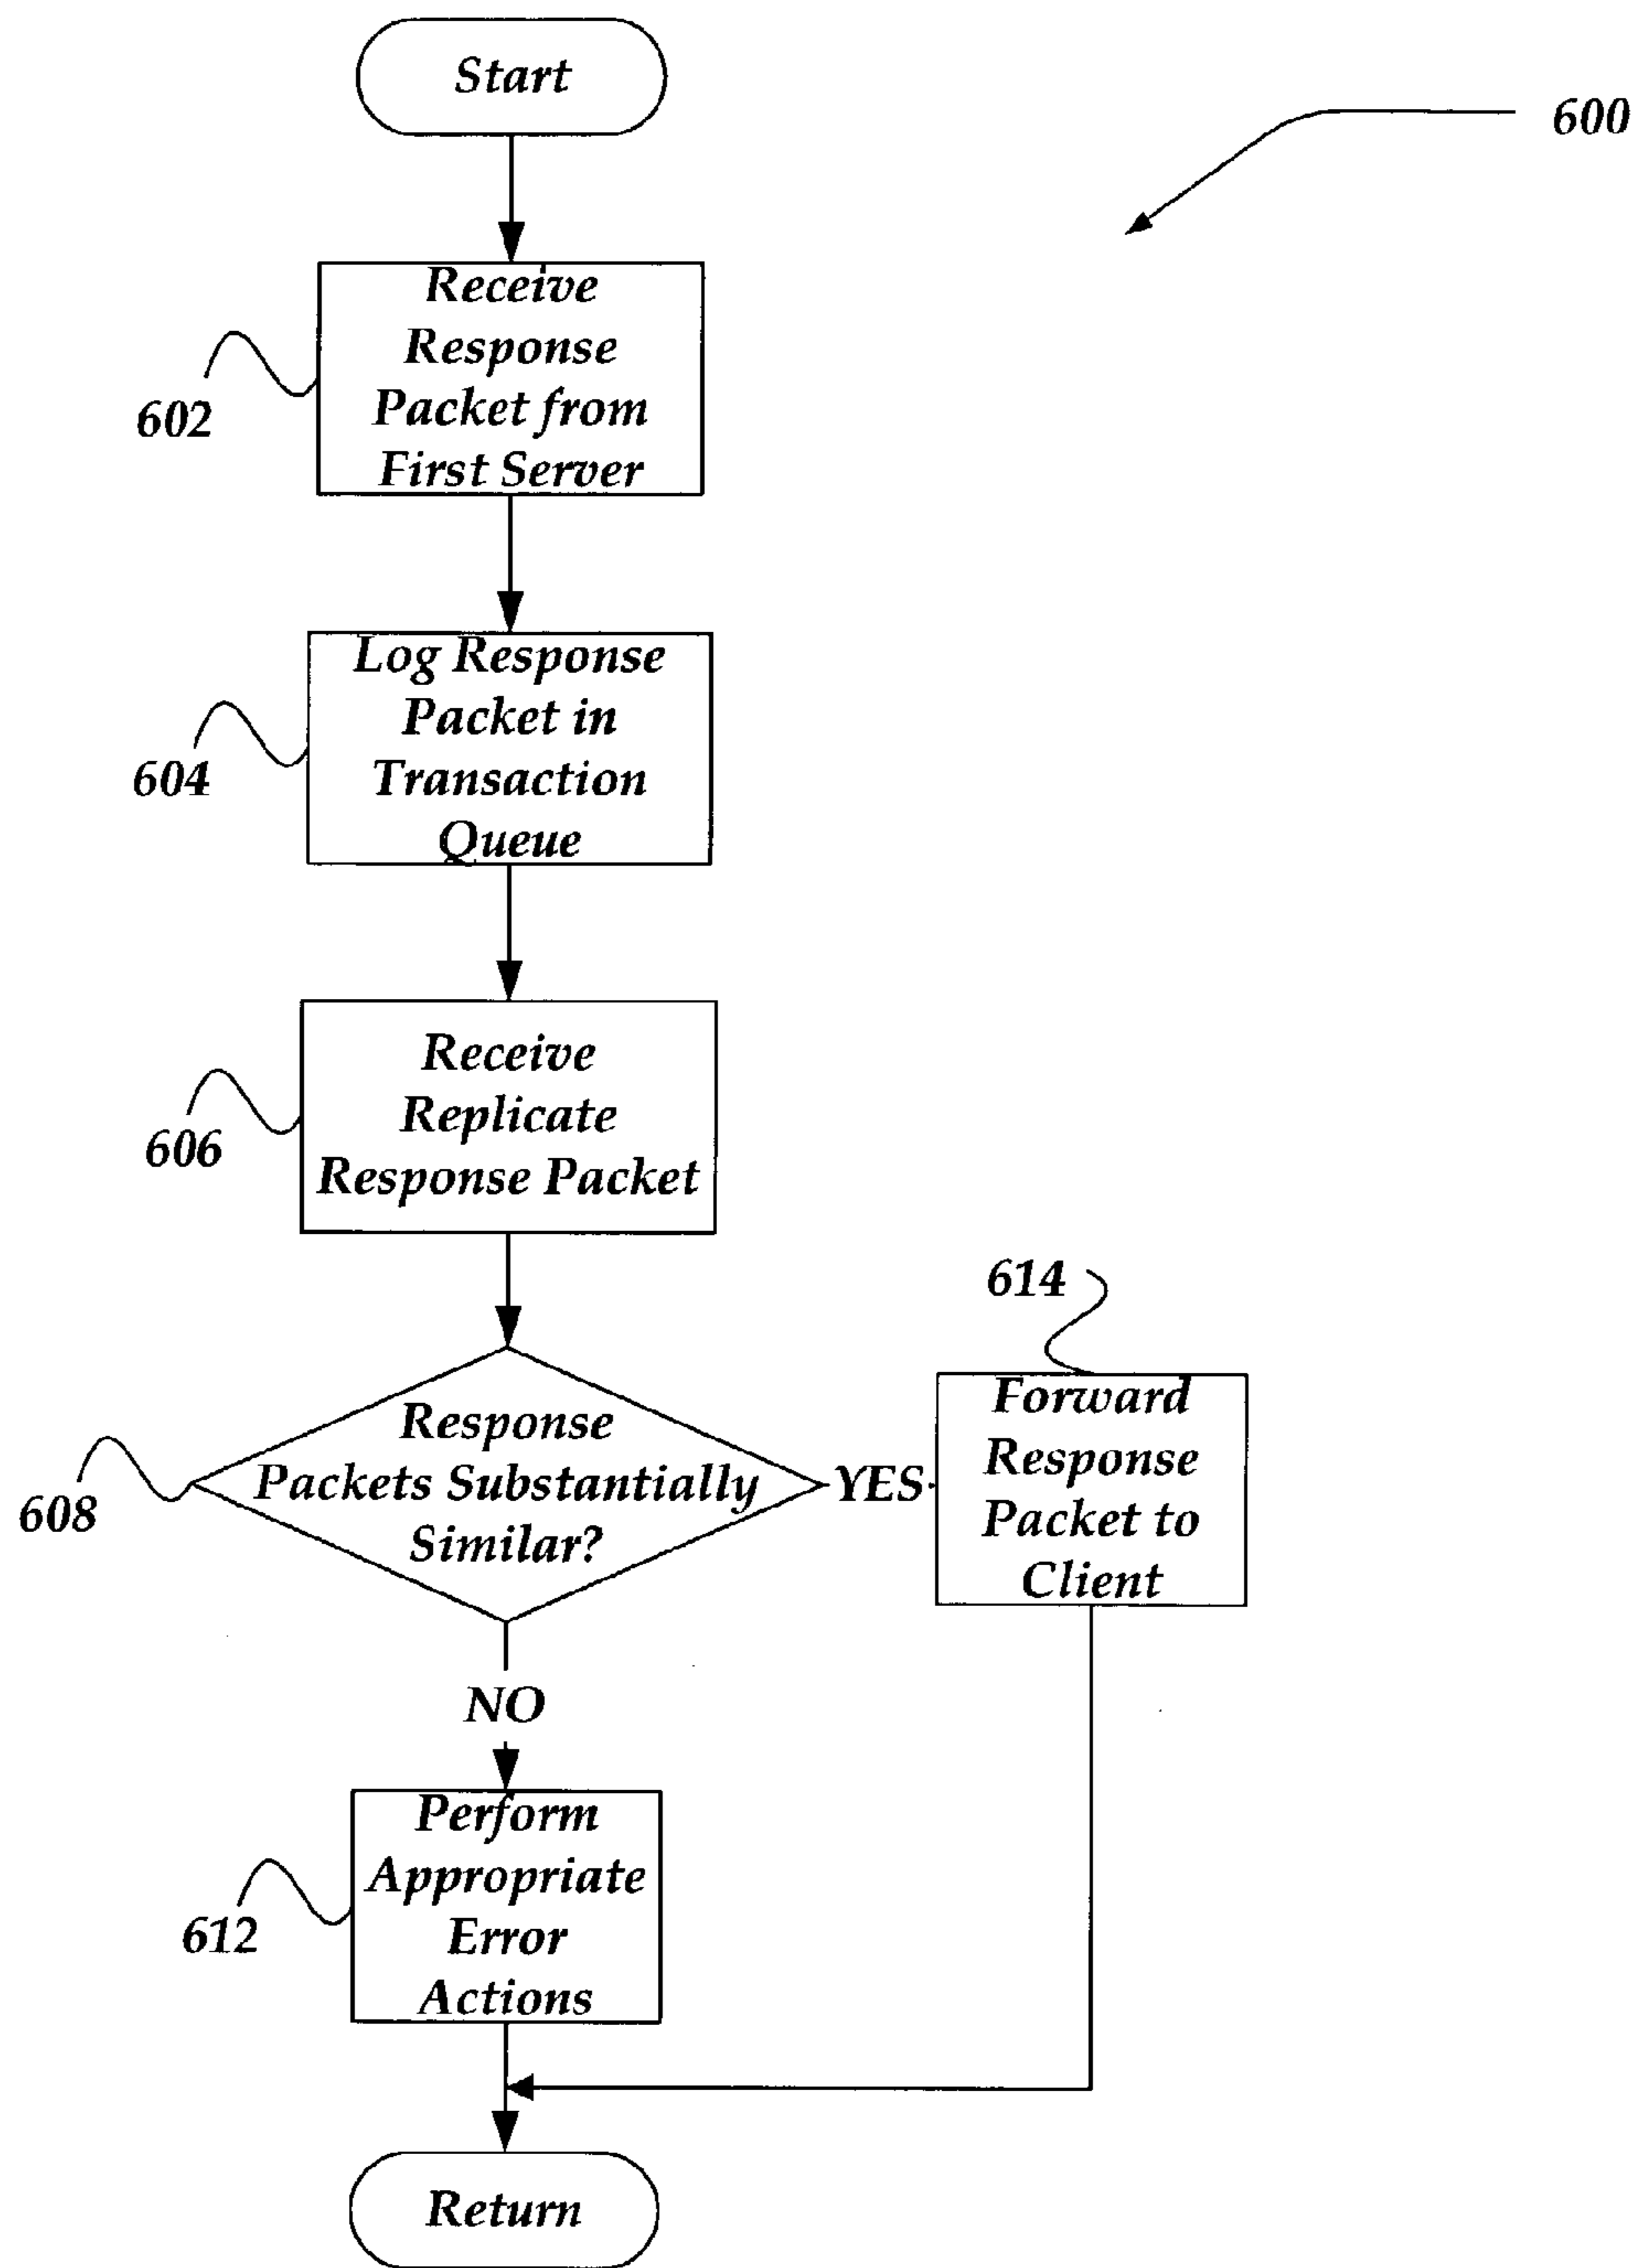 Start
600
Receive
Response
Packet from
First Server
602
Log Response
Packet in
Transaction
Queue
604
Receive
Replicate
Response Packet
606
614
Response
Packets Substantially
Similar?
608
YES
Forward
Response
Packet to
Client
NO
Perform
Appropriate
Error
Actions
612
Return